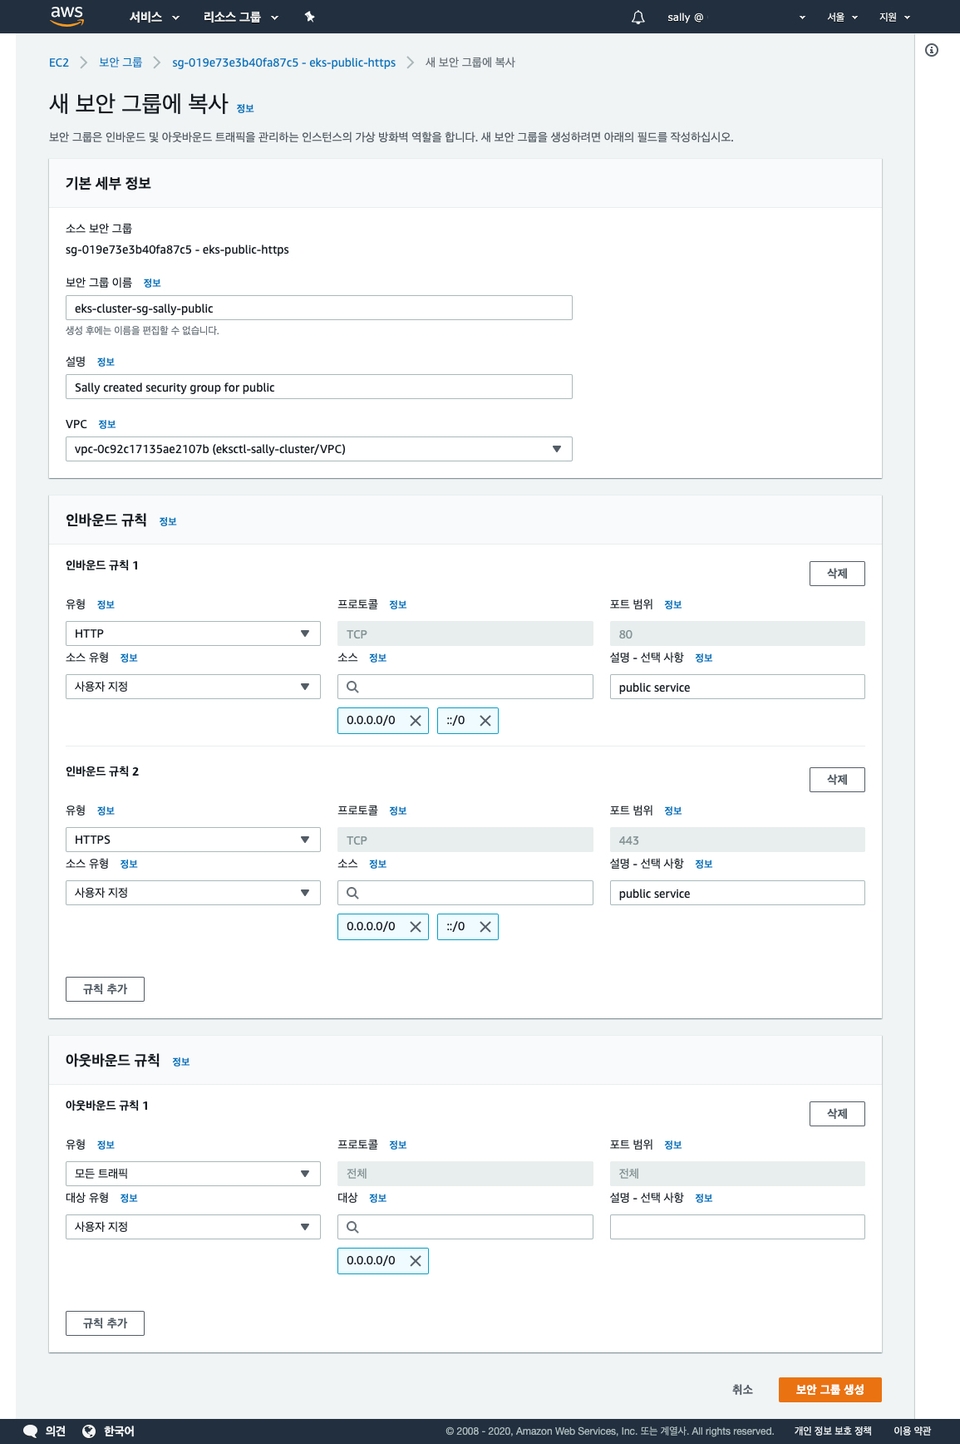 aws 서비스 리소스 그룹 sally @ 서울 지원
EC2 > 보안 그룹 > sg-019e73e3b40fa87c5 - eks-public-https > 새 보안 그룹에 복사
새 보안 그룹에 복사 정보
보안 그룹은 인바운드 및 아웃바운드 트래픽을 관리하는 인스턴스의 가상 방화벽 역할을 합니다. 새 보안 그룹을 생성하려면 아래의 필드를 작성하십시오.
기본 세부 정보
소스 보안 그룹
sg-019e73e3b40fa87c5 - eks-public-https
보안 그룹 이름 정보
eks-cluster-sg-sally-public
생성 후에는 이름을 편집할 수 없습니다.
설명 정보
Sally created security group for public
VPC 정보
vpc-0c92c17135ae2107b (eksctl-sally-cluster/VPC)
인바운드 규칙 정보
인바운드 규칙 1
삭제
유형 정보 프로토콜 정보 포트 범위 정보
HTTP TCP 80
소스 유형 정보 소스 정보 설명 - 선택 사항 정보
사용자 지정 public service
0.0.0.0/0 ::/0
인바운드 규칙 2
삭제
유형 정보 프로토콜 정보 포트 범위 정보
HTTPS TCP 443
소스 유형 정보 소스 정보 설명 - 선택 사항 정보
사용자 지정 public service
0.0.0.0/0 ::/0
규칙 추가
아웃바운드 규칙 정보
아웃바운드 규칙 1
삭제
유형 정보 프로토콜 정보 포트 범위 정보
모든 트래픽 전체 전체
대상 유형 정보 대상 정보 설명 - 선택 사항 정보
사용자 지정
0.0.0.0/0
규칙 추가
취소 보안 그룹 생성
의견 한국어 © 2008 - 2020, Amazon Web Services, Inc. 또는 계열사. All rights reserved. 개인 정보 보호 정책 이용 약관